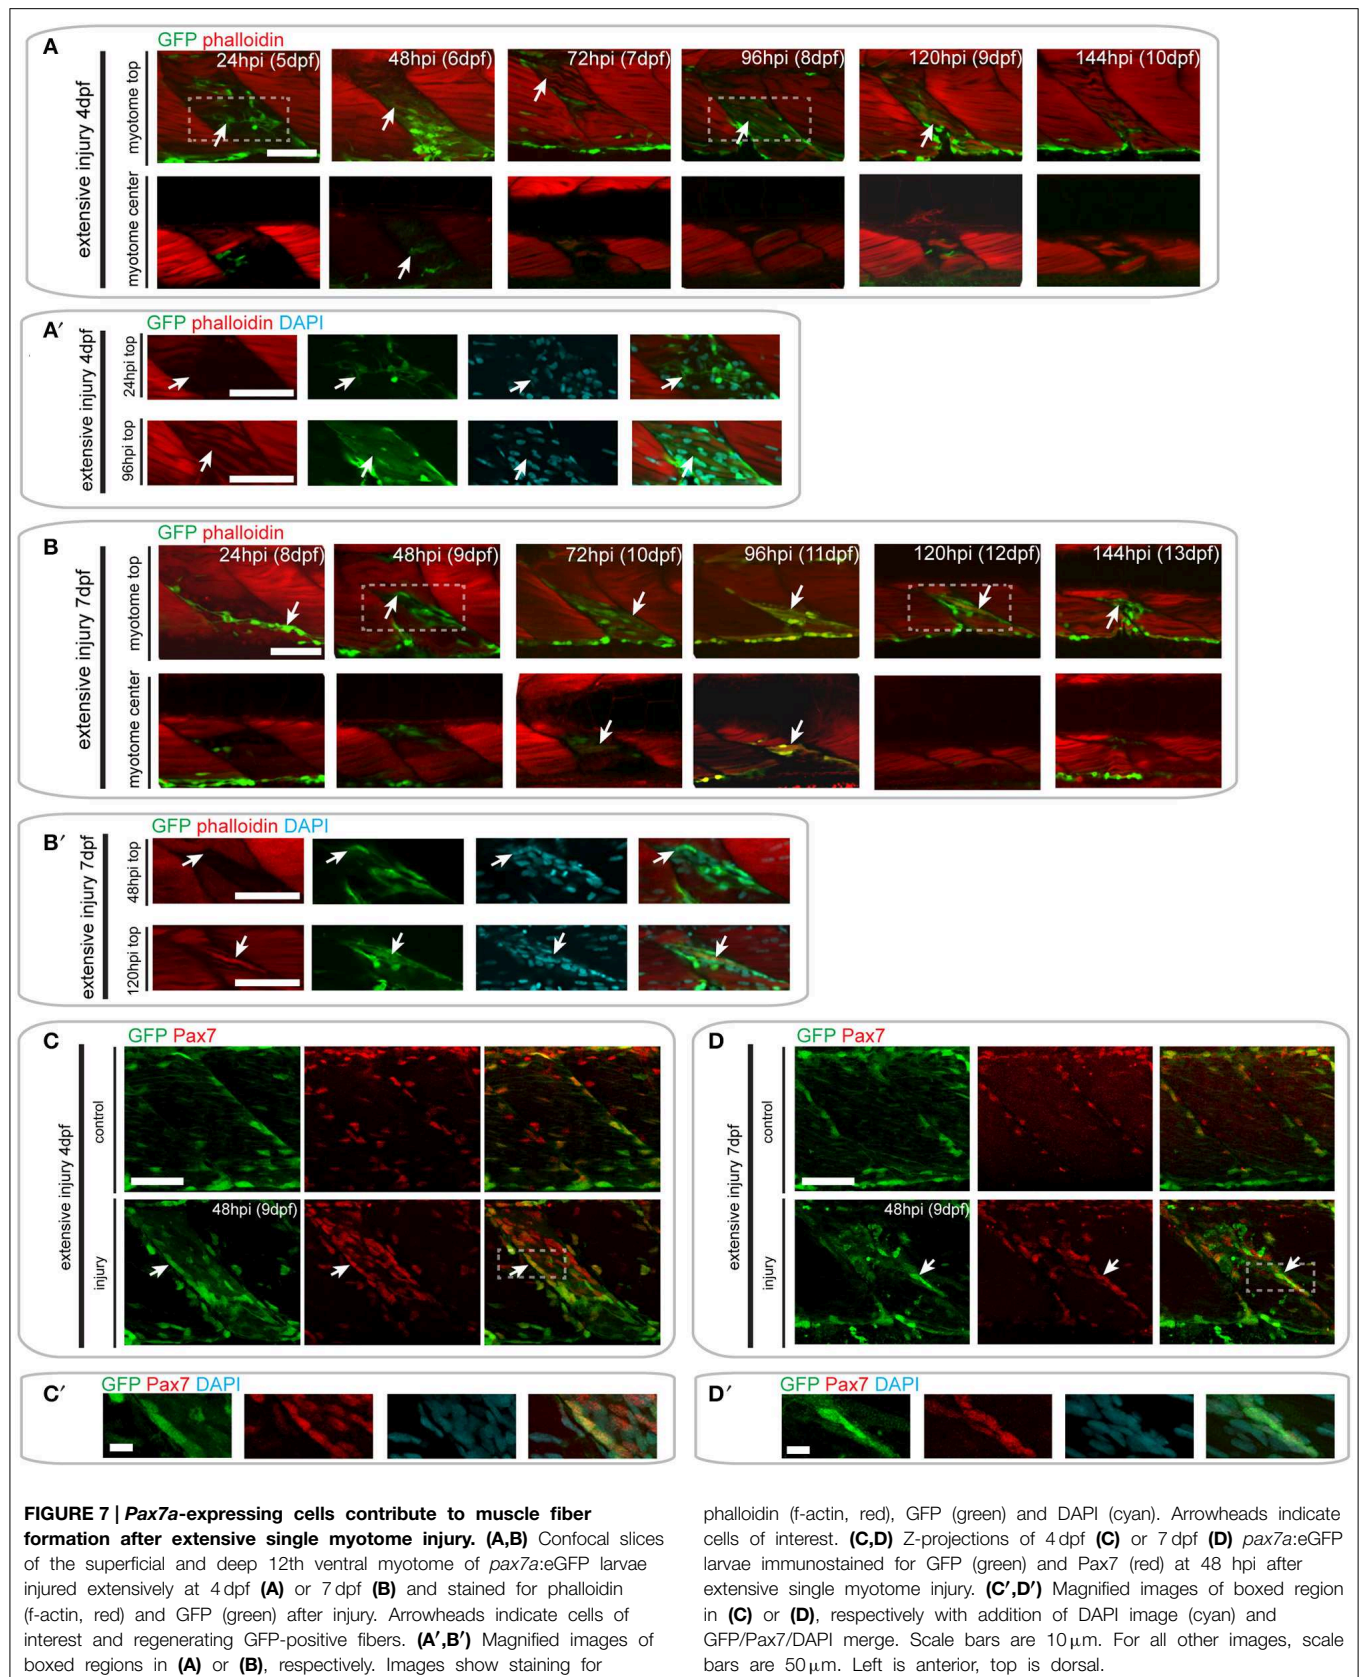 A
GFP phalloidin
extensive injury 4dpf
myotome top
24hpi (5dpf)
48hpi (6dpf)
72hpi (7dpf)
96hpi (8dpf)
120hpi (9dpf)
144hpi (10dpf)
myotome center
A′
GFP phalloidin DAPI
extensive injury 4dpf
24hpi top
96hpi top
B
GFP phalloidin
extensive injury 7dpf
myotome top
24hpi (8dpf)
48hpi (9dpf)
72hpi (10dpf)
96hpi (11dpf)
120hpi (12dpf)
144hpi (13dpf)
myotome center
B′
GFP phalloidin DAPI
extensive injury 7dpf
48hpi top
120hpi top
C
GFP Pax7
extensive injury 4dpf
control
injury
48hpi (9dpf)
D
GFP Pax7
extensive injury 7dpf
control
injury
48hpi (9dpf)
C′
GFP Pax7 DAPI
D′
GFP Pax7 DAPI
FIGURE 7 | Pax7a-expressing cells contribute to muscle fiber
formation after extensive single myotome injury. (A,B) Confocal slices
of the superficial and deep 12th ventral myotome of pax7a:eGFP larvae
injured extensively at 4 dpf (A) or 7 dpf (B) and stained for phalloidin
(f-actin, red) and GFP (green) after injury. Arrowheads indicate cells of
interest and regenerating GFP-positive fibers. (A′,B′) Magnified images of
boxed regions in (A) or (B), respectively. Images show staining for
phalloidin (f-actin, red), GFP (green) and DAPI (cyan). Arrowheads indicate
cells of interest. (C,D) Z-projections of 4 dpf (C) or 7 dpf (D) pax7a:eGFP
larvae immunostained for GFP (green) and Pax7 (red) at 48 hpi after
extensive single myotome injury. (C′,D′) Magnified images of boxed region
in (C) or (D), respectively with addition of DAPI image (cyan) and
GFP/Pax7/DAPI merge. Scale bars are 10 μm. For all other images, scale
bars are 50 μm. Left is anterior, top is dorsal.